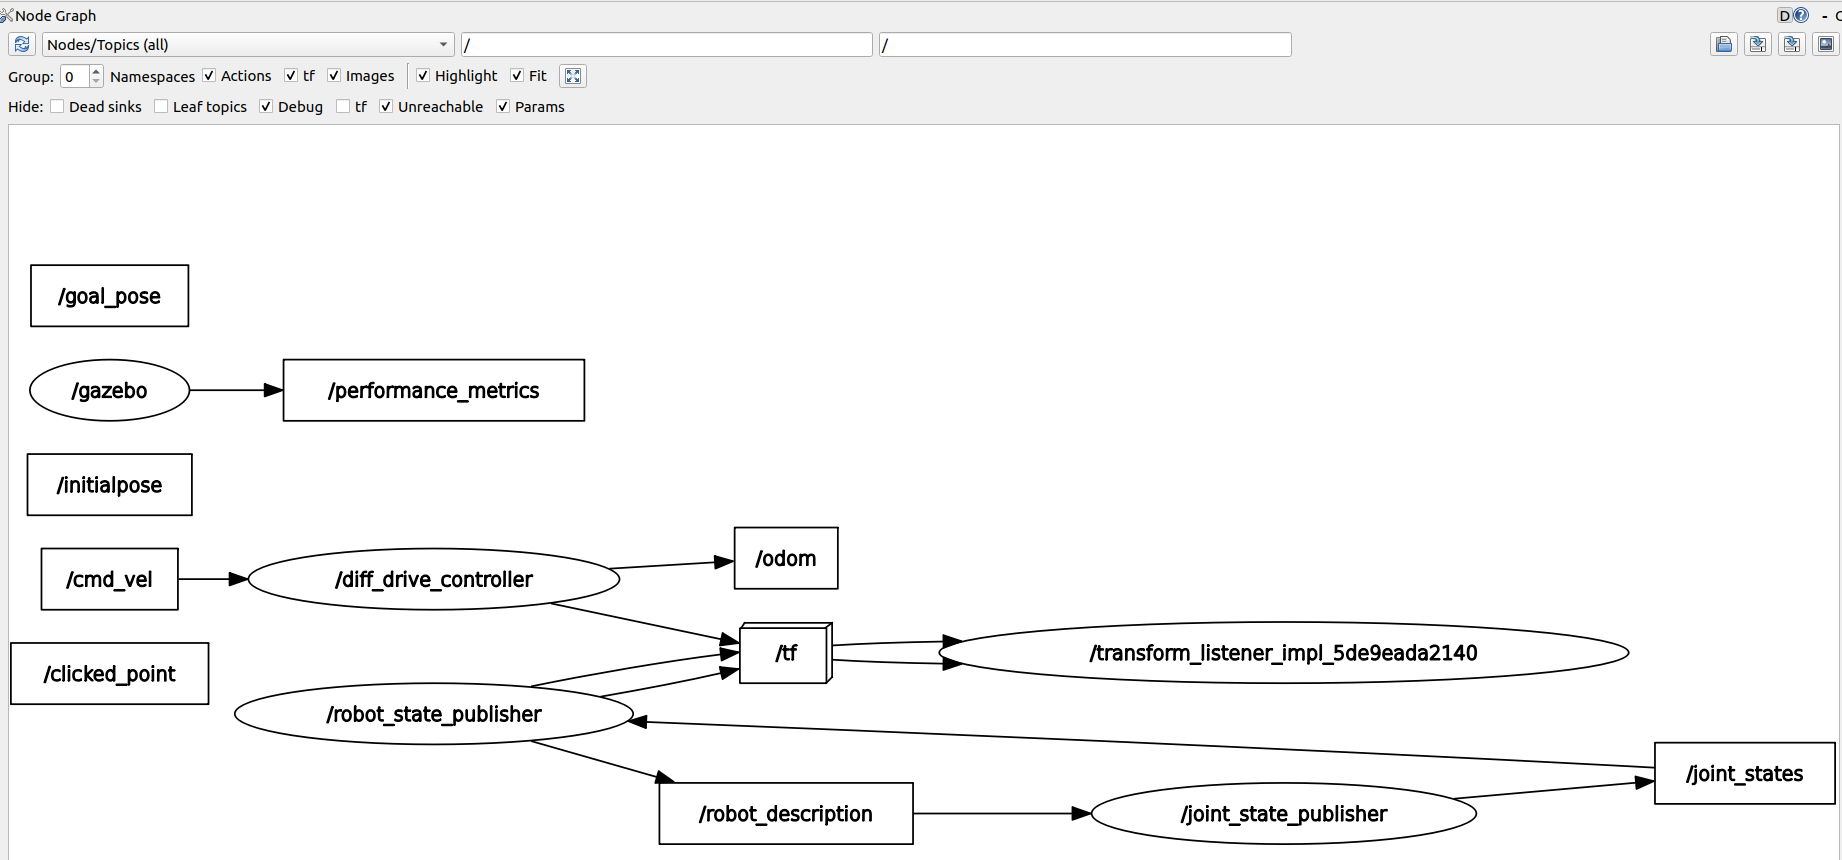 Node Graph
D ? - O
Nodes/Topics (all) / /
Group: 0 Namespaces Actions tf Images Highlight Fit
Hide: Dead sinks Leaf topics Debug tf Unreachable Params
/goal_pose
/gazebo /performance_metrics
/initialpose
/odom
/cmd_vel /diff_drive_controller
/tf /transform_listener_impl_5de9eada2140
/clicked_point
/robot_state_publisher
/joint_states
/robot_description /joint_state_publisher